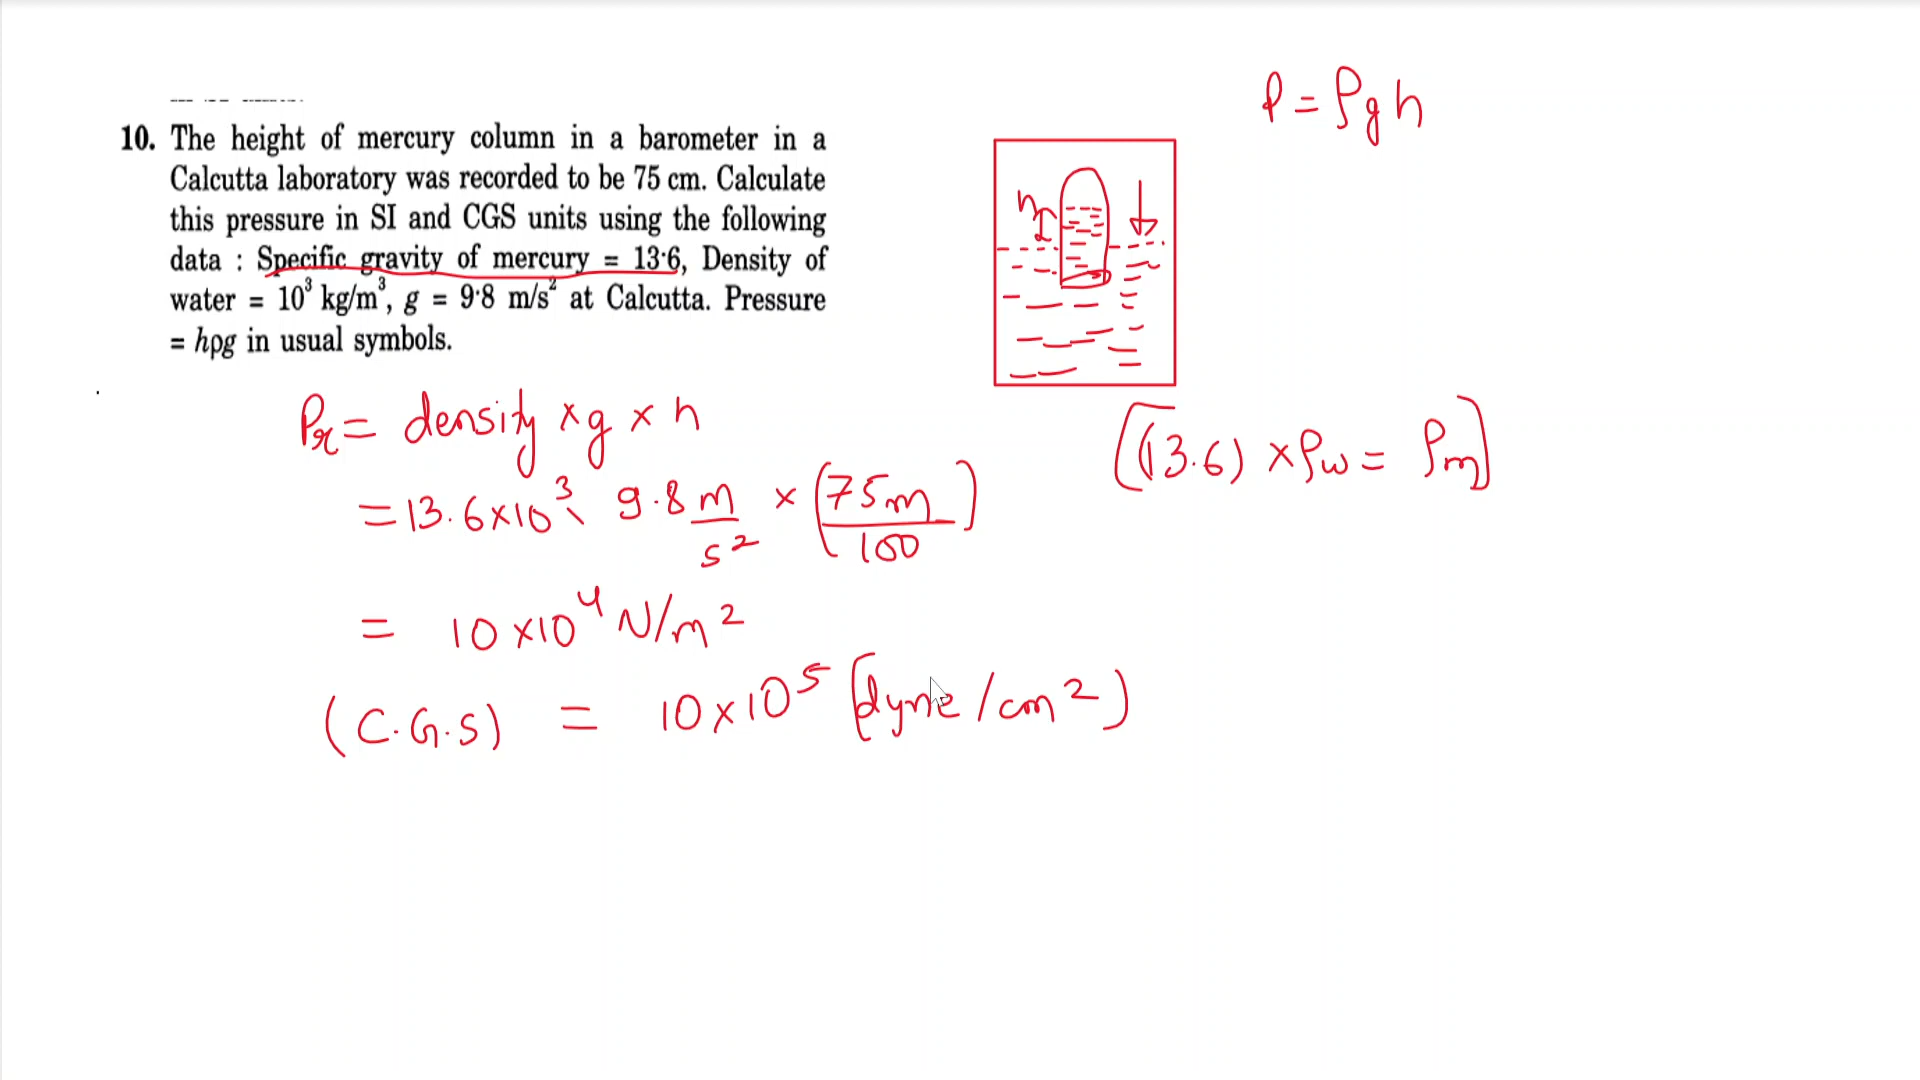 10. The height of mercury column in a barometer in a
Calcutta laboratory was recorded to be 75 cm. Calculate
this pressure in SI and CGS units using the following
data : Specific gravity of mercury = 13·6, Density of
water = 10³ kg/m³, g = 9·8 m/s² at Calcutta. Pressure
= hρg in usual symbols.
P = ρgh
h
Pr = density × g × h
= 13.6×10³ 9.8 m/s² × (75m/100)
= 10×10⁴ N/m²
(C.G.S) = 10×10⁵ (dyne/cm²)
[(13.6) × ρw = ρm]